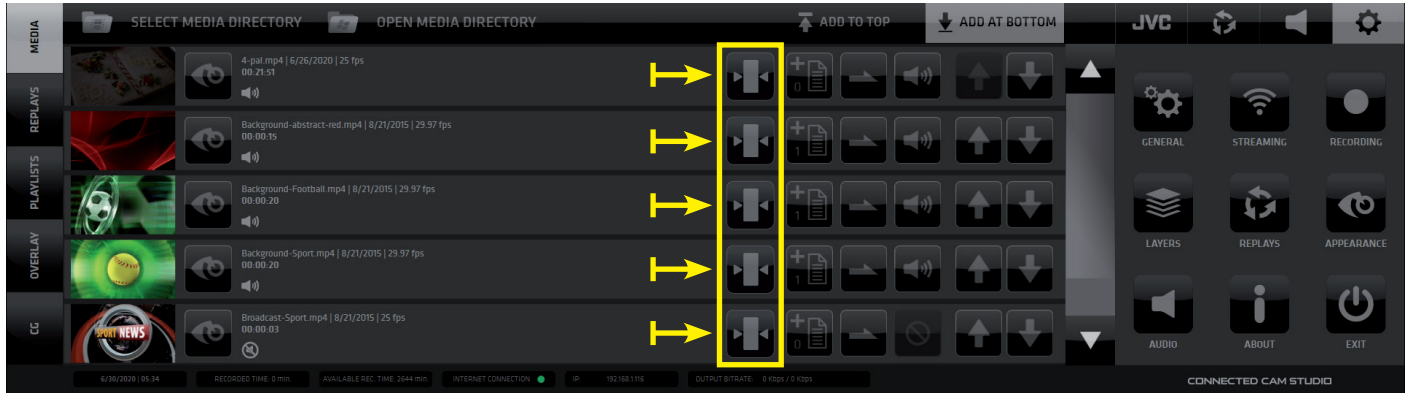 MEDIA
REPLAYS
PLAYLISTS
OVERLAY
CG
SELECT MEDIA DIRECTORY
OPEN MEDIA DIRECTORY
ADD TO TOP
ADD AT BOTTOM
4-pal.mp4 | 6/26/2020 | 25 fps
00:21:51
+
0
Background-abstract-red.mp4 | 8/21/2015 | 29.97 fps
00:00:15
+
1
Background-Football.mp4 | 8/21/2015 | 29.97 fps
00:00:20
+
1
Background-Sport.mp4 | 8/21/2015 | 29.97 fps
00:00:20
+
1
SPORT NEWS
Broadcast-Sport.mp4 | 8/21/2015 | 25 fps
00:00:03
+
0
JVC
GENERAL
STREAMING
RECORDING
LAYERS
REPLAYS
APPEARANCE
AUDIO
ABOUT
EXIT
6/30/2020 | 05:34
RECORDED TIME: 0 min.
AVAILABLE REC. TIME: 2644 min.
INTERNET CONNECTION
IP: 192.168.1.116
OUTPUT BITRATE: 0 Kbps / 0 Kbps
CONNECTED CAM STUDIO